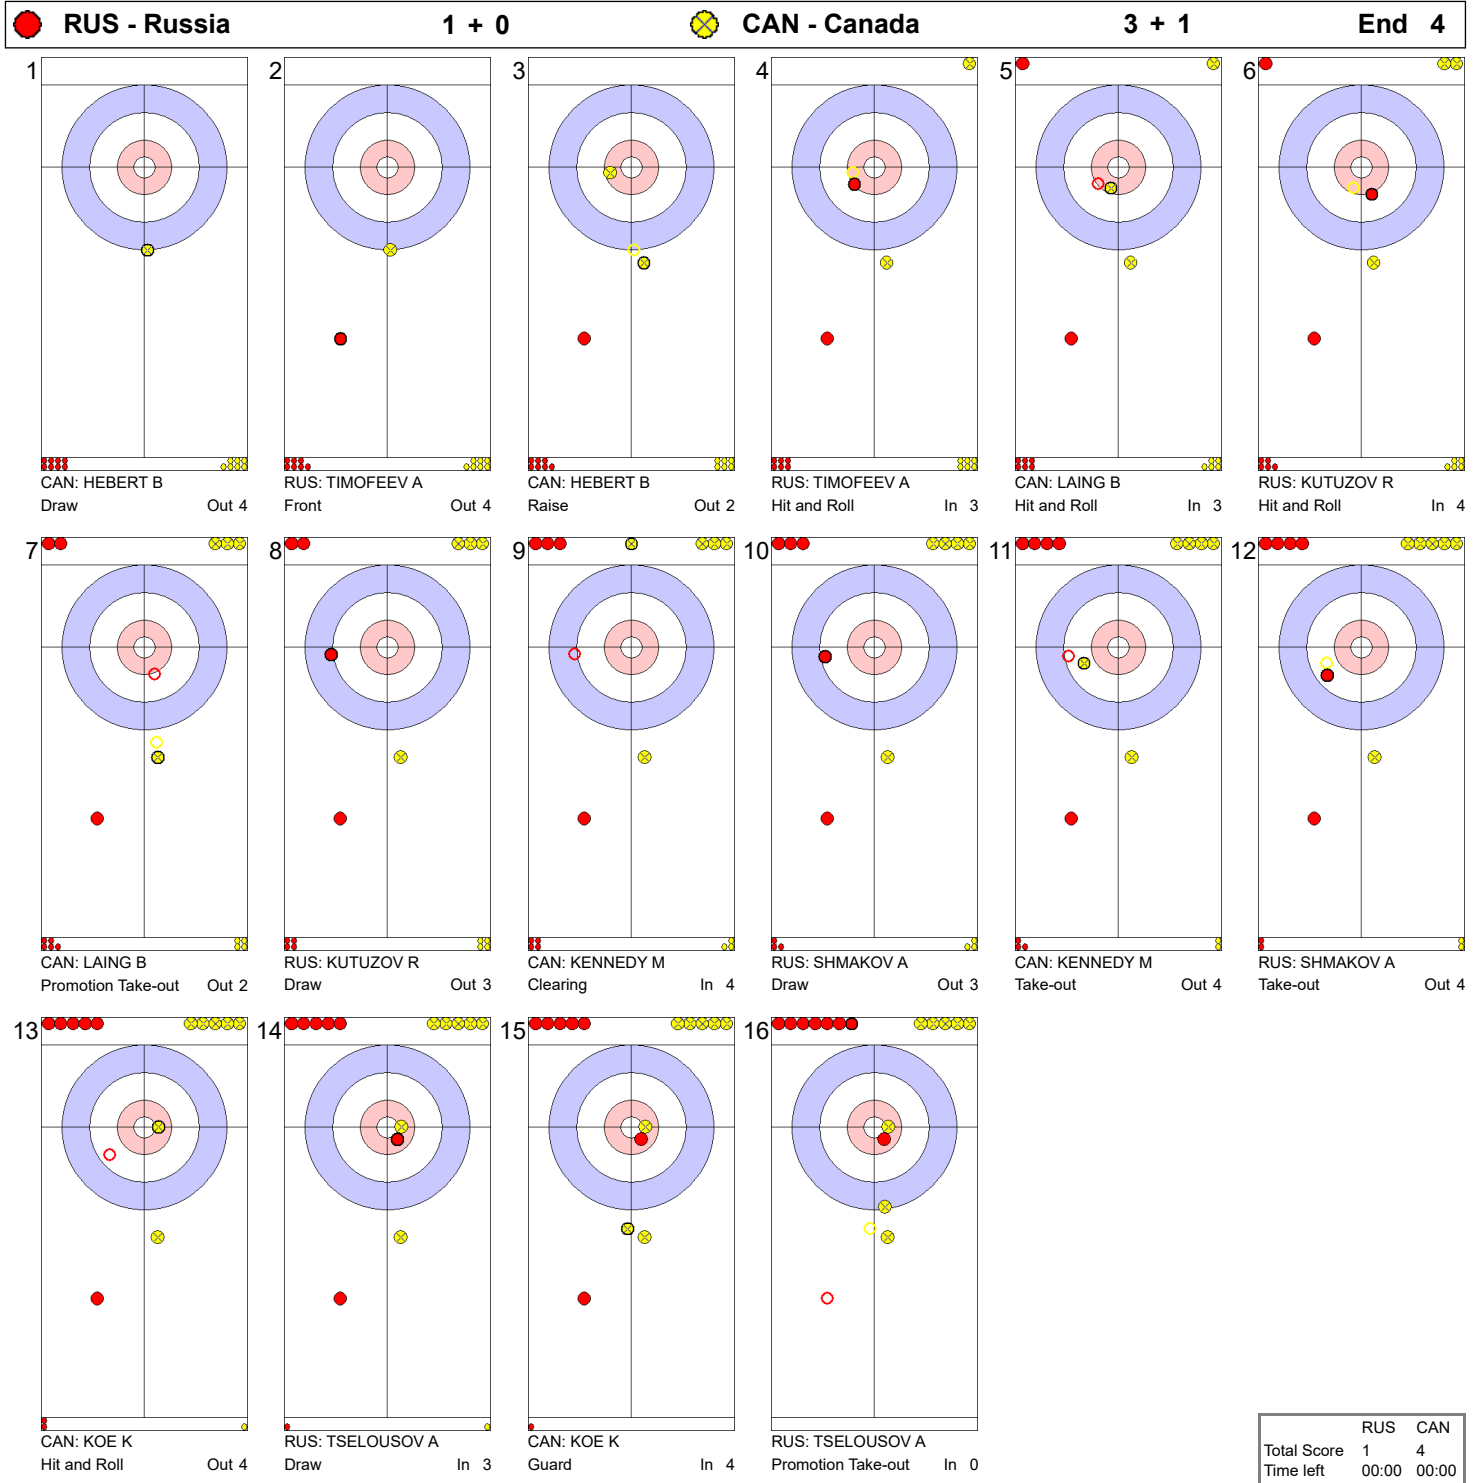 RUS - Russia 1 + 0 CAN - Canada 3 + 1 End 4
1 2 3 4 5 6
CAN: HEBERT B RUS: TIMOFEEV A CAN: HEBERT B RUS: TIMOFEEV A CAN: LAING B RUS: KUTUZOV R
Draw Out 4 Front Out 4 Raise Out 2 Hit and Roll In 3 Hit and Roll In 3 Hit and Roll In 4
7 8 9 10 11 12
CAN: LAING B RUS: KUTUZOV R CAN: KENNEDY M RUS: SHMAKOV A CAN: KENNEDY M RUS: SHMAKOV A
Promotion Take-out Out 2 Draw Out 3 Clearing In 4 Draw Out 3 Take-out Out 4 Take-out Out 4
13 14 15 16
CAN: KOE K RUS: TSELOUSOV A CAN: KOE K RUS: TSELOUSOV A
Hit and Roll Out 4 Draw In 3 Guard In 4 Promotion Take-out In 0
RUS CAN
Total Score 1 4
Time left 00:00 00:00